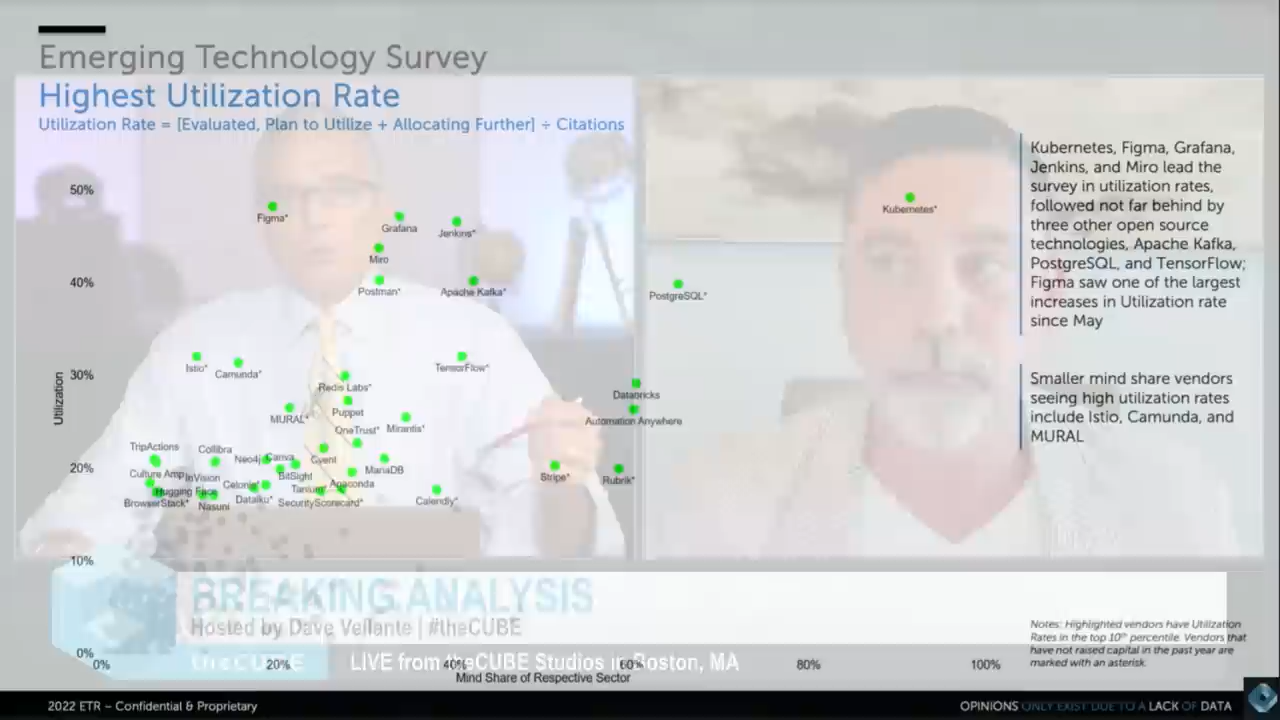 Emerging Technology Survey
Highest Utilization Rate
Utilization Rate = [Evaluated, Plan to Utilize + Allocating Further] ÷ Citations
50%
40%
30%
20%
10%
0%
Utilization
Figma*
Grafana
Jenkins*
Kubernetes*
Miro
Postman*
Apache Kafka*
PostgreSQL*
Istio*
Camunda*
TensorFlow*
Redis Labs*
Databricks
MURAL*
Puppet
Automation Anywhere
OneTrust*
Mirantis*
TripActions
Collibra
Neo4j
Canva
Cvent
MariaDB
Culture Amp
InVision
BitSight
Stripe*
Rubrik*
Hugging Face
Celonis*
Tanium*
Anaconda
BrowserStack*
Nasuni
Dataiku*
SecurityScorecard*
Calendly*
0%
20%
40%
60%
80%
100%
Mind Share of Respective Sector
Kubernetes, Figma, Grafana,
Jenkins, and Miro lead the
survey in utilization rates,
followed not far behind by
three other open source
technologies, Apache Kafka,
PostgreSQL, and TensorFlow;
Figma saw one of the largest
increases in Utilization rate
since May
Smaller mind share vendors
seeing high utilization rates
include Istio, Camunda, and
MURAL
BREAKING ANALYSIS
Hosted by Dave Vellante | #theCUBE
theCUBE
LIVE from theCUBE Studios in Boston, MA
Notes: Highlighted vendors have Utilization
Rates in the top 10th percentile. Vendors that
have not raised capital in the past year are
marked with an asterisk.
2022 ETR – Confidential & Proprietary
OPINIONS ONLY EXIST DUE TO A LACK OF DATA